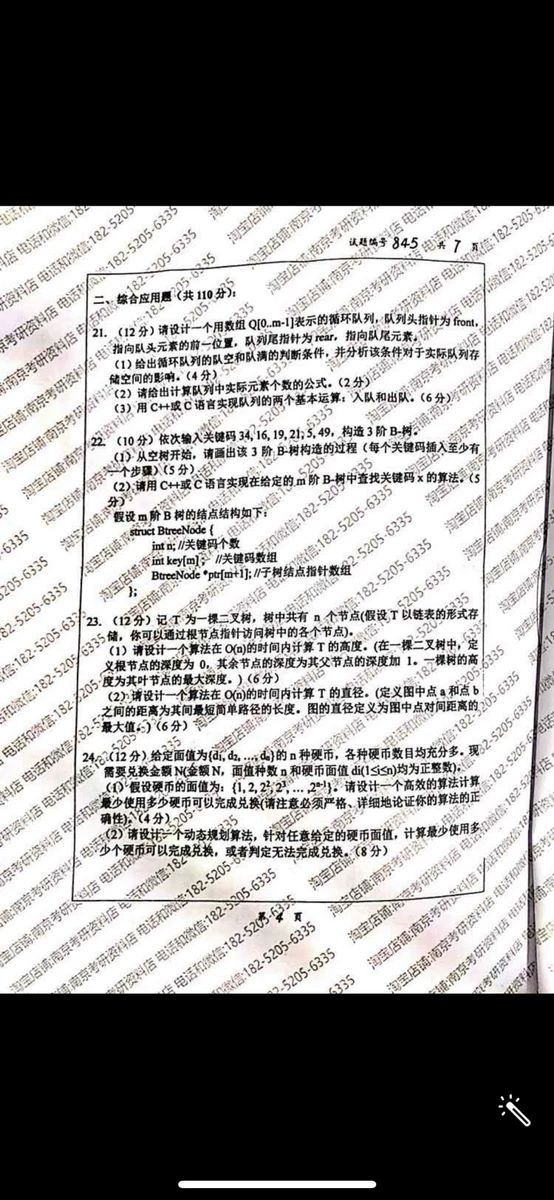 试题编号 845 共 7 页
二、综合应用题（共 110 分）：
21. （12 分）请设计一个用数组 Q[0..m-1]表示的循环队列，队列头指针为 front，
指向队头元素的前一位置，队列尾指针为 rear，指向队尾元素。
（1）给出循环队列的队空和队满的判断条件，并分析该条件对于实际队列存
储空间的影响。（4 分）
（2）请给出计算队列中实际元素个数的公式。（2 分）
（3）用 C++或 C 语言实现队列的两个基本运算：入队和出队。（6 分）
22. （10 分）依次输入关键码 34, 16, 19, 21, 5, 49，构造 3 阶 B-树。
（1）从空树开始，请画出该 3 阶 B-树构造的过程（每个关键码插入至少有
一个步骤）（5 分）
（2）请用 C++或 C 语言实现在给定的 m 阶 B-树中查找关键码 x 的算法。（5
分）
假设 m 阶 B 树的结点结构如下：
struct BtreeNode {
int n; //关键码个数
int key[m]; //关键码数组
BtreeNode *ptr[m+1]; //子树结点指针数组
};
23. （12 分）记 T 为一棵二叉树，树中共有 n 个节点(假设 T 以链表的形式存
储，你可以通过根节点指针访问树中的各个节点)。
（1）请设计一个算法在 O(n)的时间内计算 T 的高度。（在一棵二叉树中，定
义根节点的深度为 0，其余节点的深度为其父节点的深度加 1。一棵树的高
度为其叶节点的最大深度。）（6 分）
（2）请设计一个算法在 O(n)的时间内计算 T 的直径。（定义图中点 a 和点 b
之间的距离为其间最短简单路径的长度。图的直径定义为图中点对间距离的
最大值。）（6 分）
24. （12 分）给定面值为{d₁, d₂, …, dₙ}的 n 种硬币，各种硬币数目均充分多。现
需要兑换金额 N(金额 N，面值种数 n 和硬币面值 di(1≤i≤n)均为正整数)。
（1）假设硬币的面值为：{1, 2, 2², 2³, … , 2ⁿ⁻¹}。请设计一个高效的算法计算
最少使用多少硬币可以完成兑换(请注意必须严格、详细地论证你的算法的正
确性)。（4 分）
（2）请设计一个动态规划算法，针对任意给定的硬币面值，计算最少使用多
少个硬币可以完成兑换，或者判定无法完成兑换。（8 分）
第 4 页
淘宝店铺:南京考研资料店 电话和微信:182-5205-6335